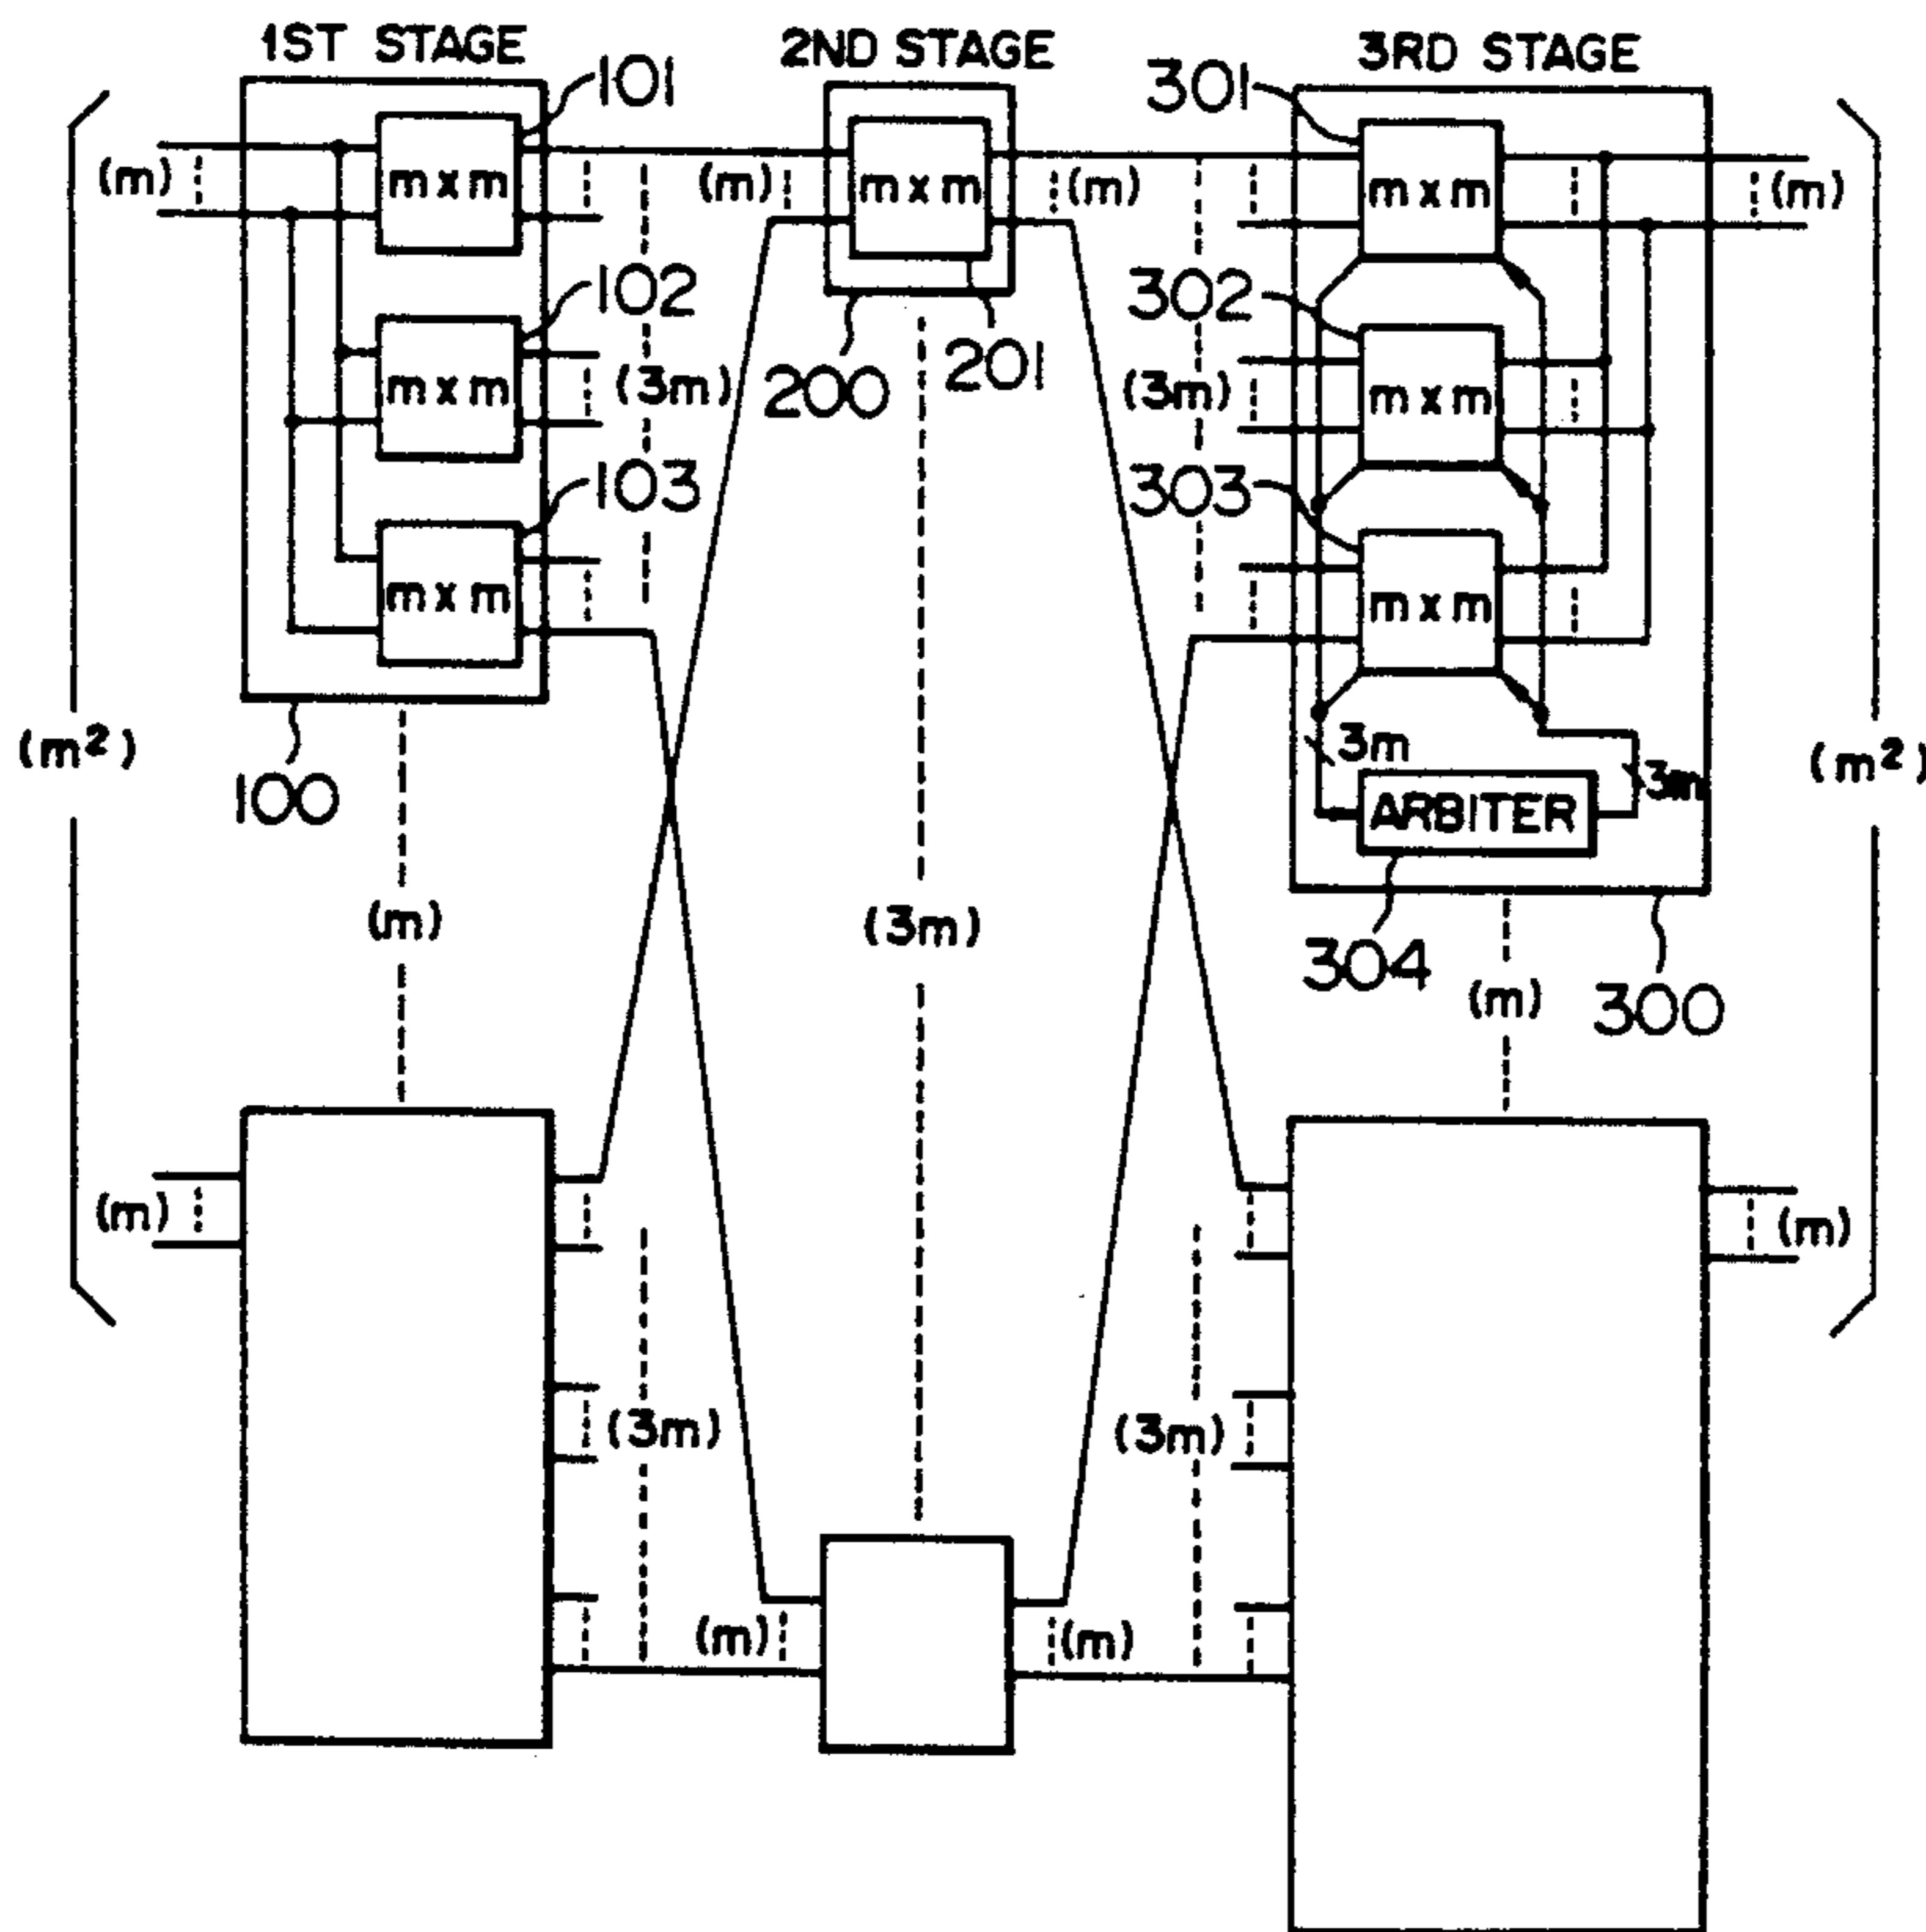 1ST STAGE
2ND STAGE
3RD STAGE
101
301
(m)
m x m
(m)
m x m
(m)
m x m
(m)
102
302
m x m
(3m)
200
201
(3m)
m x m
103
303
m x m
m x m
(m²)
3m
3m
(m²)
100
ARBITER
(m)
(3m)
304
(m)
300
(m)
(m)
(3m)
(3m)
(m)
(m)